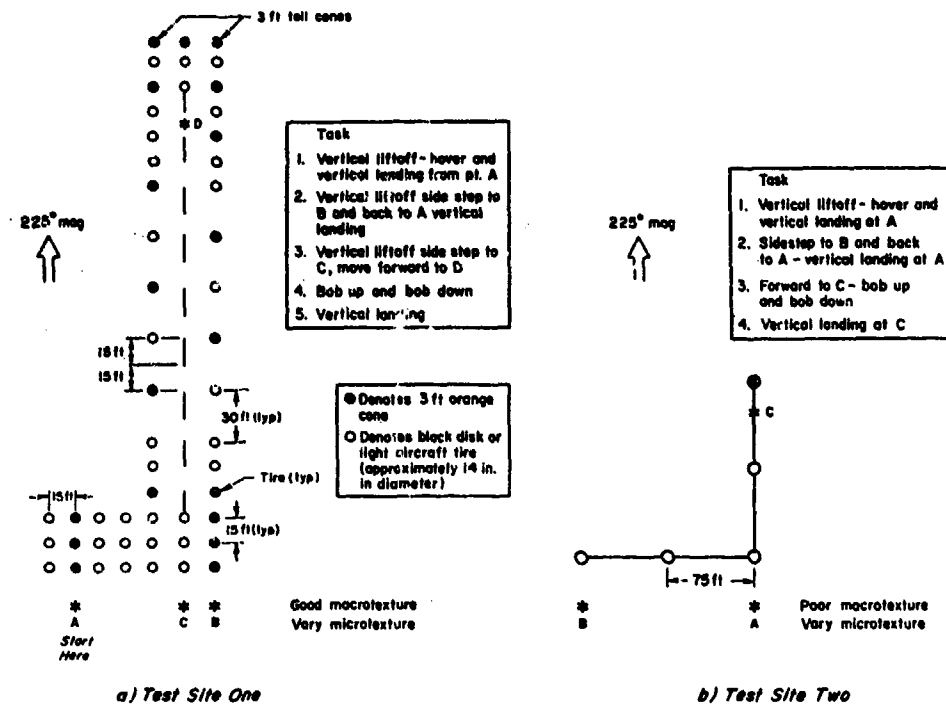 3 ft tall cones
D
Task
1. Vertical liftoff - hover and
vertical landing from pt. A
2. Vertical liftoff side step to
B and back to A vertical
landing
3. Vertical liftoff side step to
C, move forward to D
4. Bob up and bob down
5. Vertical landing
225° mag
15 ft
15 ft
30 ft (typ)
Denotes 3 ft orange
cone
Denotes black disk or
light aircraft tire
(approximately 14 in.
in diameter)
Tire (typ)
15 ft
15 ft (typ)
* * * Good macrotexture
A C B Vary microtexture
Start
Here
a) Test Site One
Task
1. Vertical liftoff - hover and
vertical landing at A
2. Sidestep to B and back
to A - vertical landing at A
3. Forward to C - bob up
and bob down
4. Vertical landing at C
225° mag
C
75 ft
* * Poor macrotexture
B A Vary microtexture
b) Test Site Two